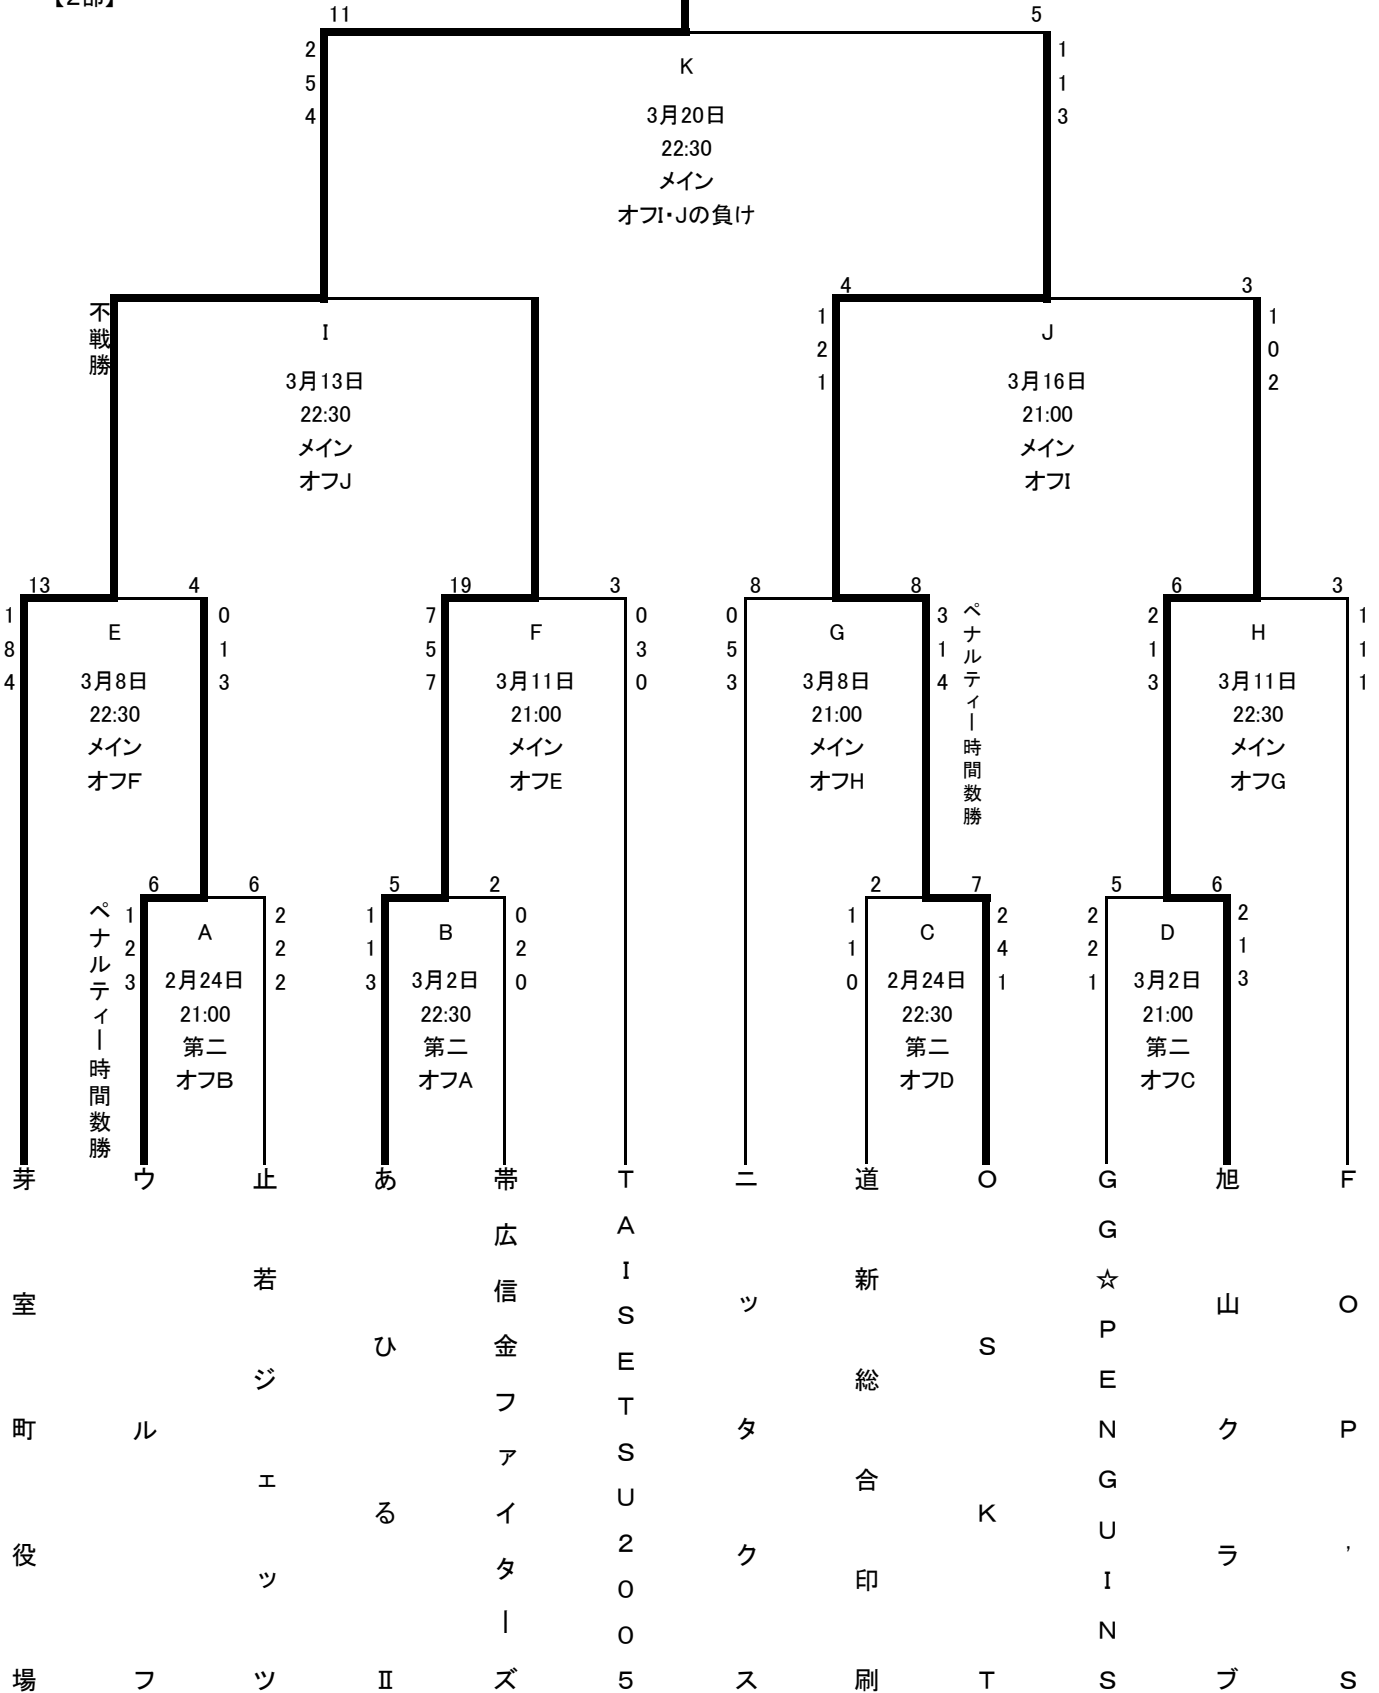 【2部】
11 5
2 1
5 1
4 3
K
3月20日
22:30
メイン
オフI・Jの負け
不戦勝
I
3月13日
22:30
メイン
オフJ
4 3
1 1
2 0
1 2
J
3月16日
21:00
メイン
オフI
13 4
1 0
8 1
4 3
E
3月8日
22:30
メイン
オフF
19 3
7 0
5 3
7 0
F
3月11日
21:00
メイン
オフE
8 8
0 3
5 1
3 4
ペナルティー時間数勝
G
3月8日
21:00
メイン
オフH
6 3
2 1
1 1
3 1
H
3月11日
22:30
メイン
オフG
ペナルティー時間数勝
6 6
1 2
2 2
3 2
A
2月24日
21:00
第二
オフB
5 2
1 0
1 2
3 0
B
3月2日
22:30
第二
オフA
2 7
1 2
1 4
0 1
C
2月24日
22:30
第二
オフD
5 6
2 2
2 1
1 3
D
3月2日
21:00
第二
オフC
芽室町役場
ウルフ
止若ジェッツ
あひるⅡ
帯広信金ファイターズ
TAISETSU2005
ニッタクス
道新総合印刷
OSKT
GG☆PENGUINS
旭山クラブ
FOP’S